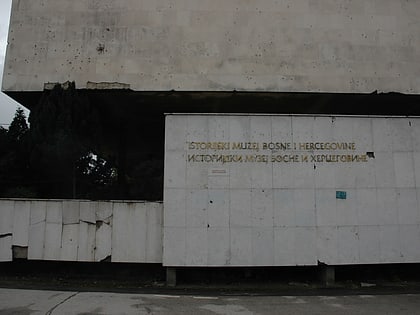 ISTORIJSKI MUZEJ BOSNE I HERCEGOVINE
ИСТОРИЈСКИ МУЗЕЈ БОСНЕ И ХЕРЦЕГОВИНЕ